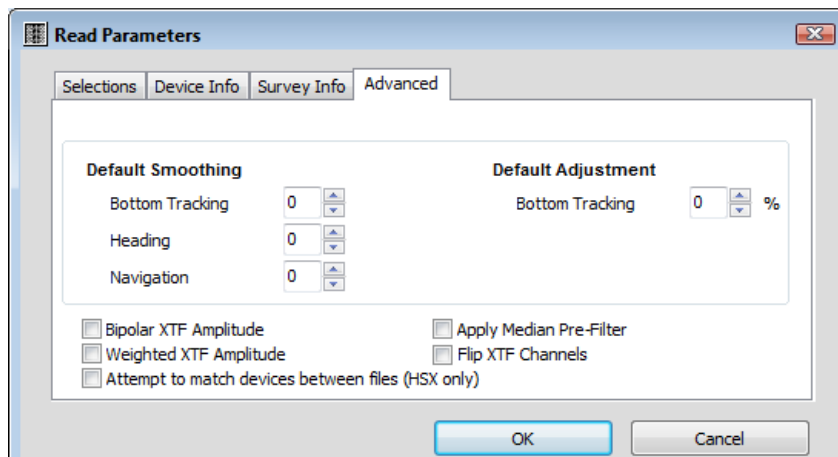 Read Parameters
Selections Device Info Survey Info Advanced
Default Smoothing Default Adjustment
Bottom Tracking 0 Bottom Tracking 0 %
Heading 0
Navigation 0
Bipolar XTF Amplitude Apply Median Pre-Filter
Weighted XTF Amplitude Flip XTF Channels
Attempt to match devices between files (HSX only)
OK Cancel